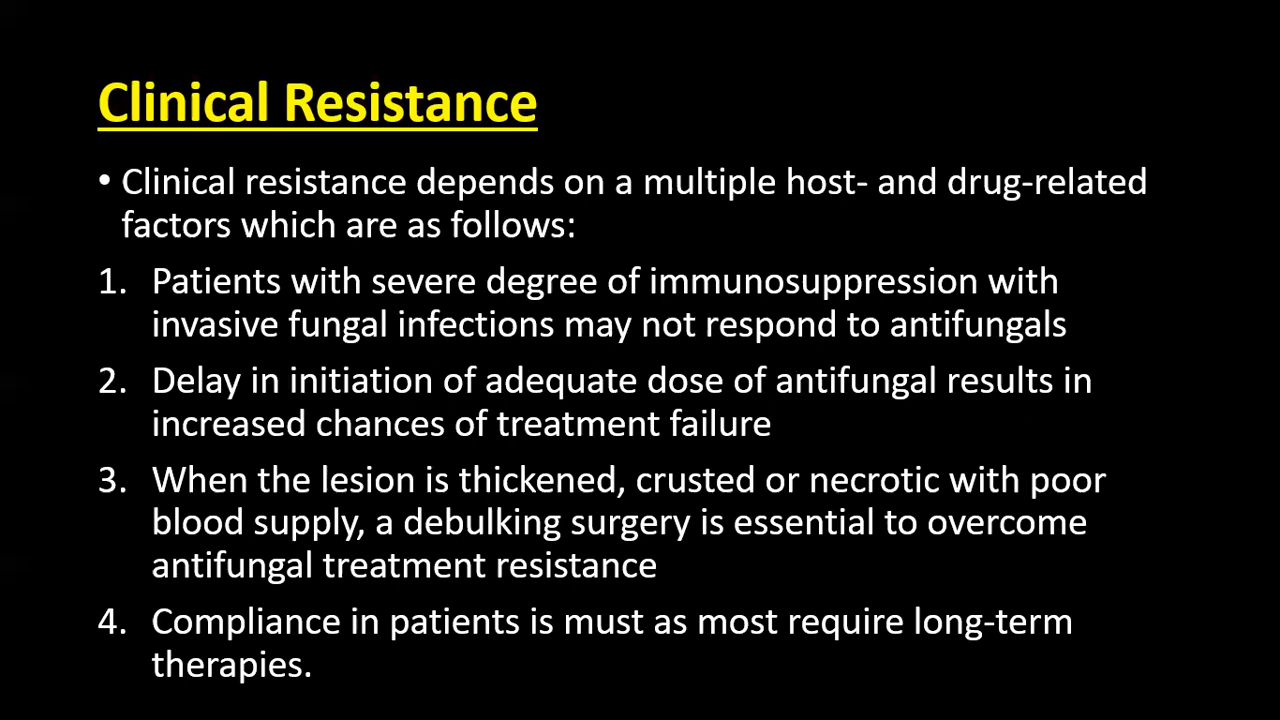 Clinical Resistance
• Clinical resistance depends on a multiple host- and drug-related
factors which are as follows:
1. Patients with severe degree of immunosuppression with
invasive fungal infections may not respond to antifungals
2. Delay in initiation of adequate dose of antifungal results in
increased chances of treatment failure
3. When the lesion is thickened, crusted or necrotic with poor
blood supply, a debulking surgery is essential to overcome
antifungal treatment resistance
4. Compliance in patients is must as most require long-term
therapies.